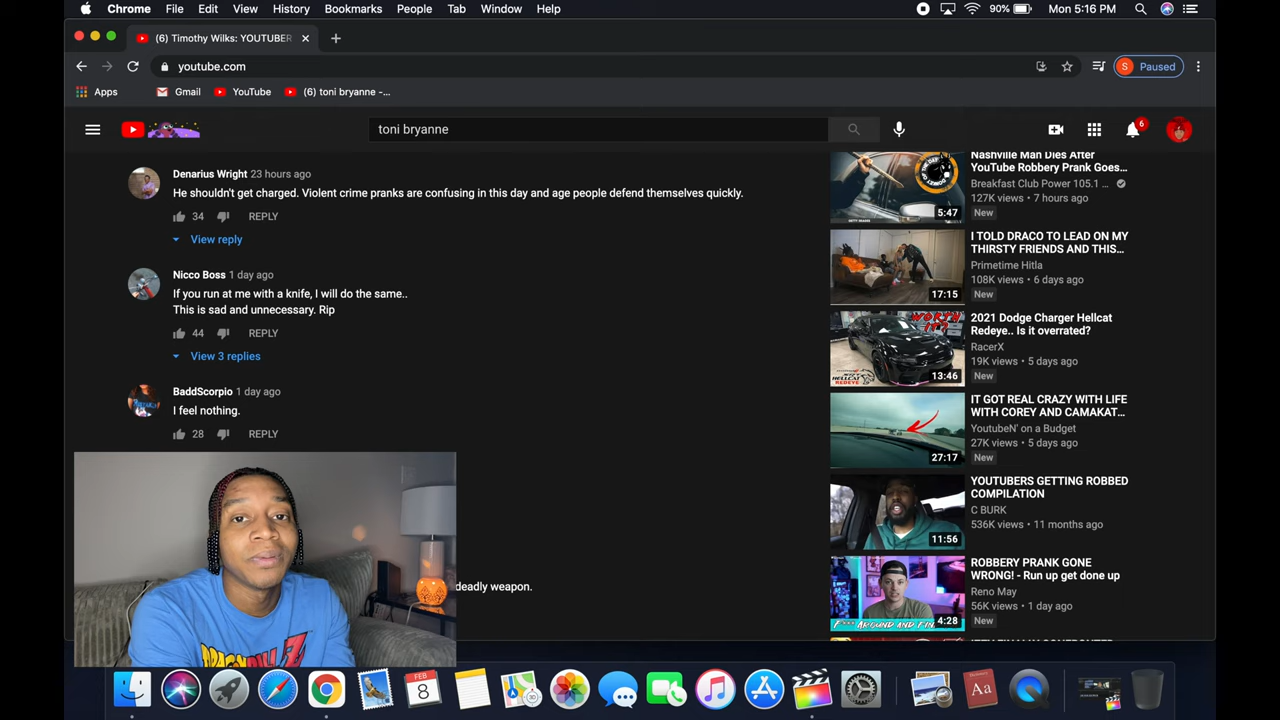 Chrome File Edit View History Bookmarks People Tab Window Help 90% Mon 5:16 PM
(6) Timothy Wilks: YOUTUBER
youtube.com S Paused
Apps Gmail YouTube (6) toni bryanne -...
toni bryanne 6
Denarius Wright 23 hours ago
He shouldn't get charged. Violent crime pranks are confusing in this day and age people defend themselves quickly.
34 REPLY
View reply
Nicco Boss 1 day ago
If you run at me with a knife, I will do the same..
This is sad and unnecessary. Rip
44 REPLY
View 3 replies
BaddScorpio 1 day ago
I feel nothing.
28 REPLY
deadly weapon.
Nashville Man Dies After
YouTube Robbery Prank Goes...
Breakfast Club Power 105.1 ...
127K views • 7 hours ago
New
5:47
I TOLD DRACO TO LEAD ON MY
THIRSTY FRIENDS AND THIS...
Primetime Hitla
108K views • 6 days ago
New
17:15
2021 Dodge Charger Hellcat
Redeye.. Is it overrated?
RacerX
19K views • 5 days ago
New
WORTH IT?
HELLCAT
REDEYE
13:46
IT GOT REAL CRAZY WITH LIFE
WITH COREY AND CAMAKAT...
YoutubeN' on a Budget
27K views • 5 days ago
New
27:17
YOUTUBERS GETTING ROBBED
COMPILATION
C BURK
536K views • 11 months ago
11:56
ROBBERY PRANK GONE
WRONG! - Run up get done up
Reno May
56K views • 1 day ago
New
4:28
DRAGON BALL Z
FEB
8
Aa